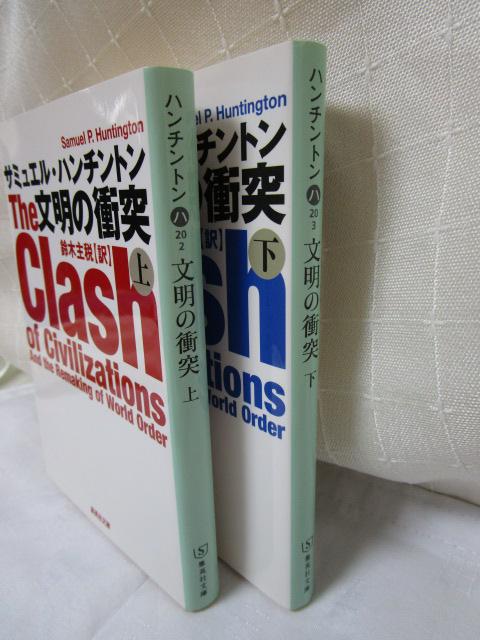 Samuel P. Huntington
サミュエル・ハンチントン
The文明の衝突
鈴木主税[訳]
上
Clash
of Civilizations
And the Remaking of World Order
集英社文庫
ハンチントン
ハ
20
2
文明の衝突 上
S
集英社文庫
el P. Huntington
チントン
の衝突
[訳]
下
sh
tions
World Order
ハンチントン
ハ
20
3
文明の衝突 下
S
集英社文庫